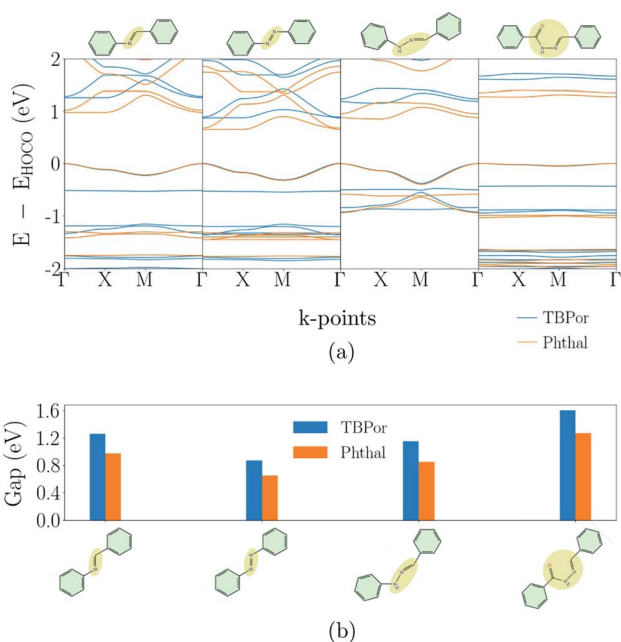 N
N N
N H N
O N H N
E − E_HOCO (eV)
2
1
0
-1
-2
Γ X M Γ X M Γ X M Γ X M Γ
k-points
TBPor
Phthal
(a)
Gap (eV)
1.6
1.2
0.8
0.4
0.0
TBPor
Phthal
N
N N
N H N
O N H N
(b)